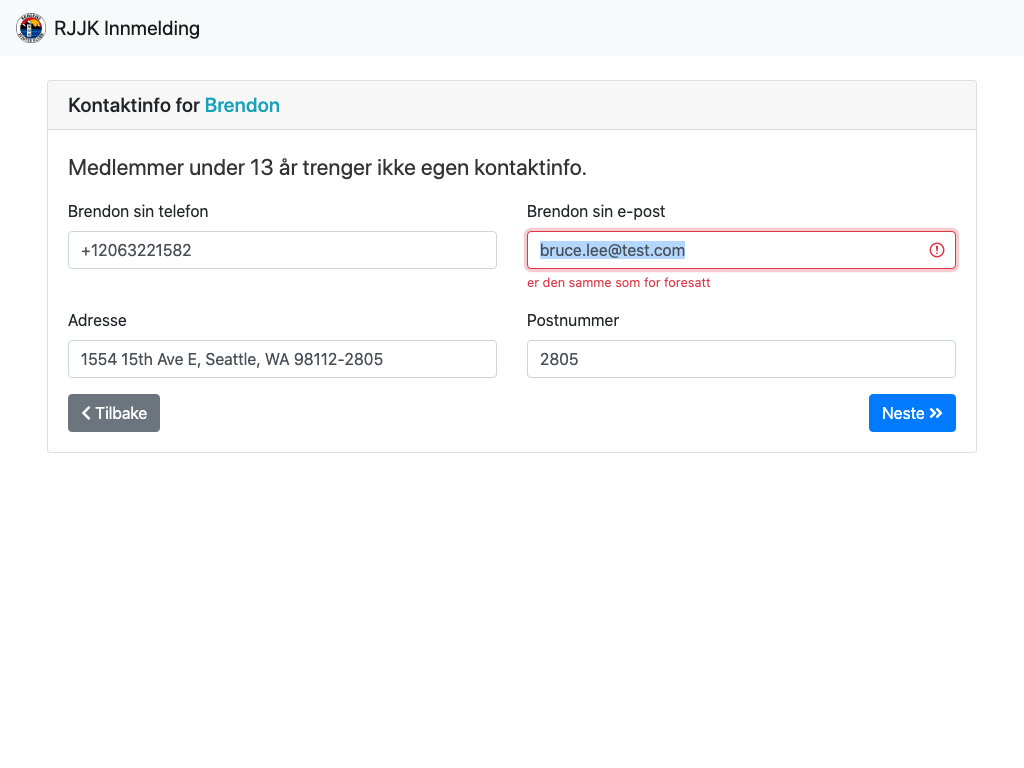 RJJK Innmelding
Kontaktinfo for Brendon
Medlemmer under 13 år trenger ikke egen kontaktinfo.
Brendon sin telefon
Brendon sin e-post
+12063221582
bruce.lee@test.com
er den samme som for foresatt
Adresse
Postnummer
1554 15th Ave E, Seattle, WA 98112-2805
2805
Tilbake
Neste